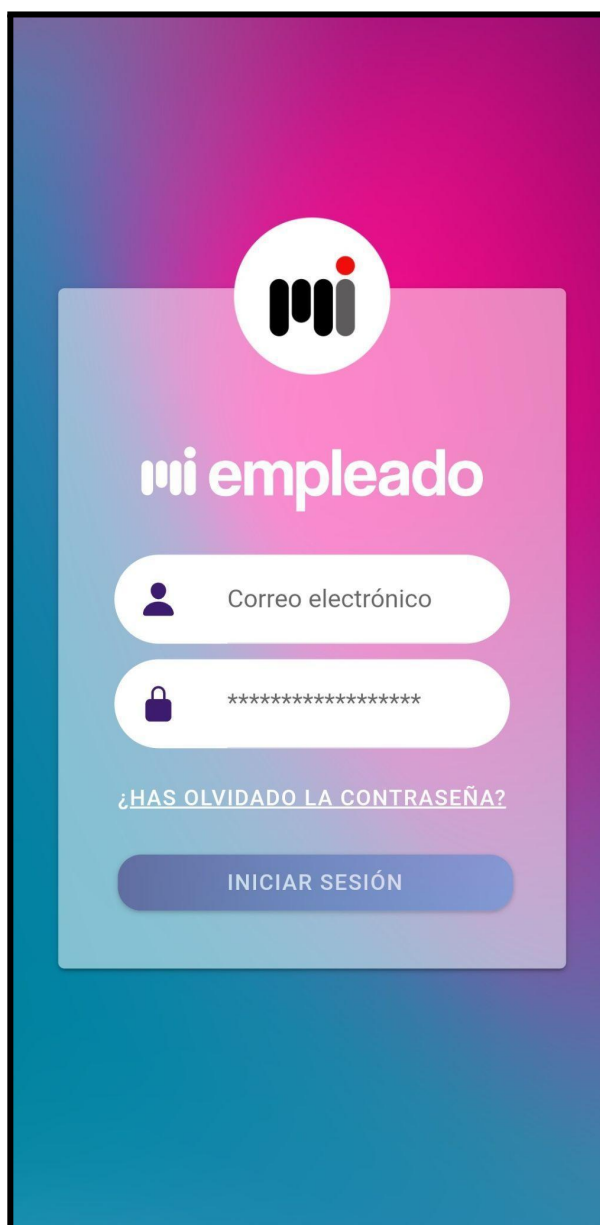 mi
mi empleado
Correo electrónico
******************
¿HAS OLVIDADO LA CONTRASEÑA?
INICIAR SESIÓN